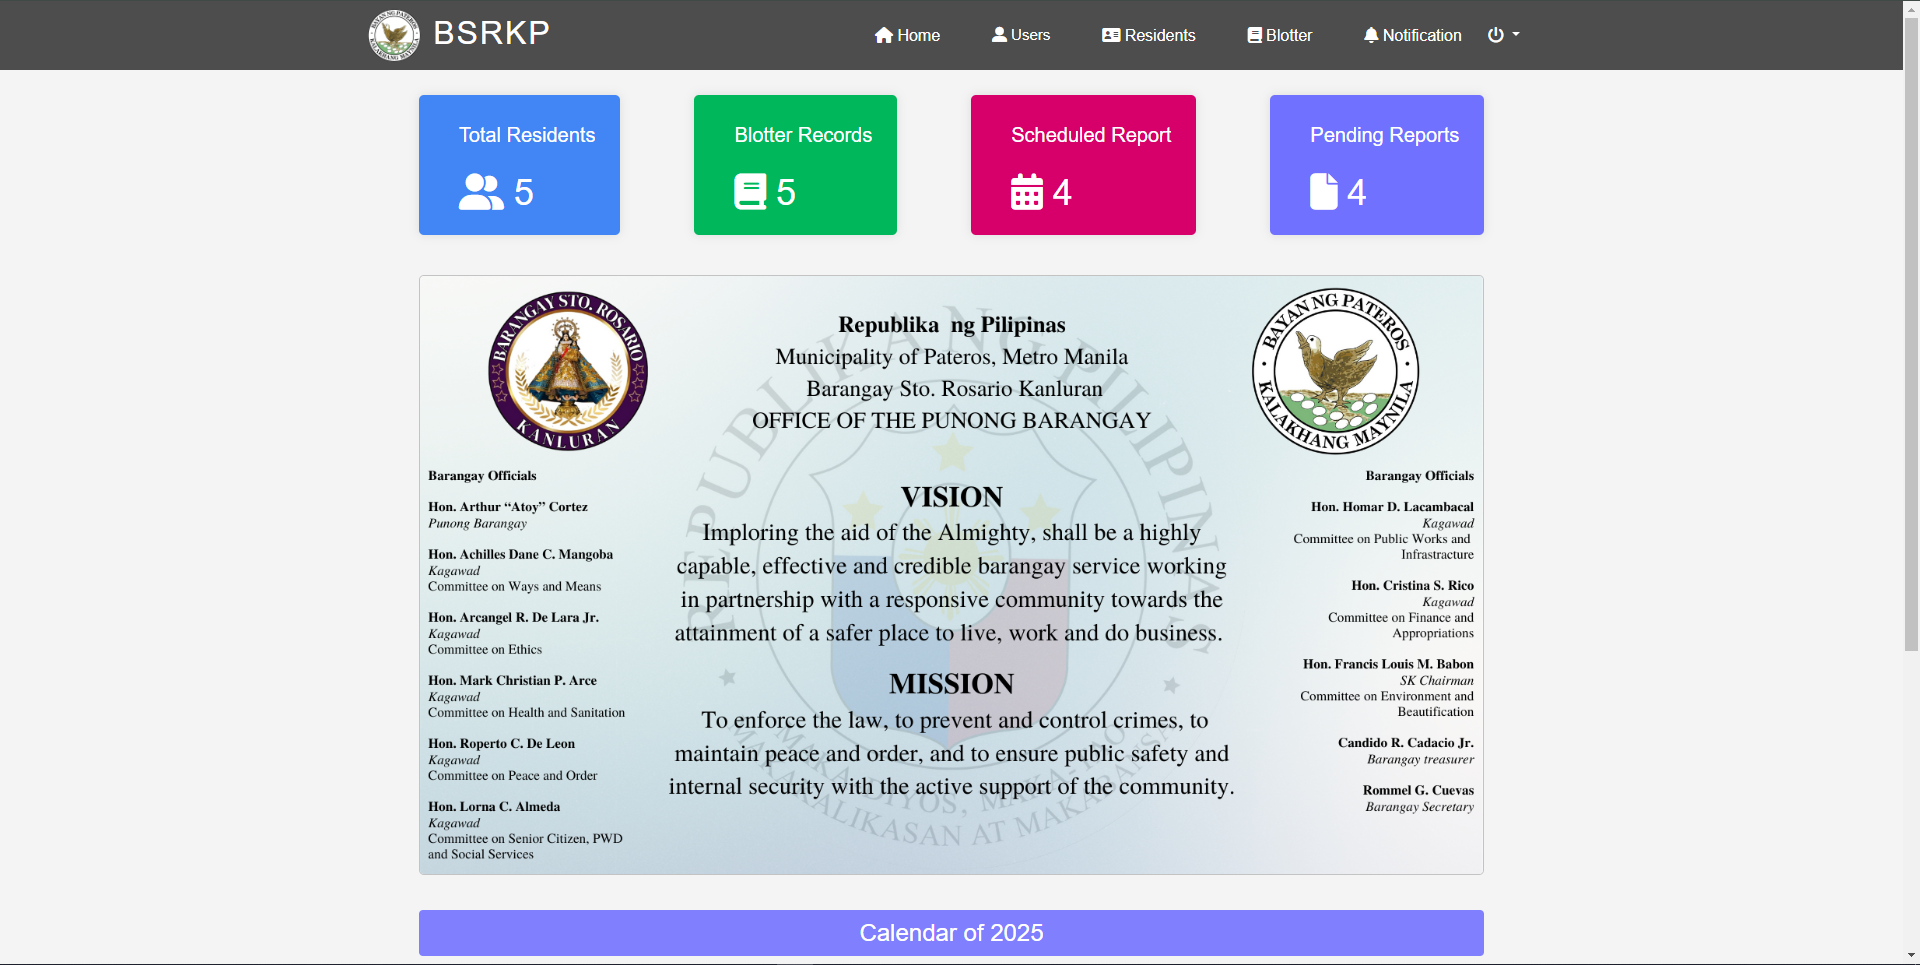 BSRKP
Home
Users
Residents
Blotter
Notification
Total Residents
5
Blotter Records
5
Scheduled Report
4
Pending Reports
4
BARANGAY STO. ROSARIO
KANLURAN
Republika ng Pilipinas
Municipality of Pateros, Metro Manila
Barangay Sto. Rosario Kanluran
OFFICE OF THE PUNONG BARANGAY
BAYAN NG PATEROS
KALAKHANG MAYNILA
Barangay Officials
Hon. Arthur “Atoy” Cortez
Punong Barangay
Hon. Achilles Dane C. Mangoba
Kagawad
Committee on Ways and Means
Hon. Arcangel R. De Lara Jr.
Kagawad
Committee on Ethics
Hon. Mark Christian P. Arce
Kagawad
Committee on Health and Sanitation
Hon. Roperto C. De Leon
Kagawad
Committee on Peace and Order
Hon. Lorna C. Almeda
Kagawad
Committee on Senior Citizen, PWD
and Social Services
VISION
Imploring the aid of the Almighty, shall be a highly
capable, effective and credible barangay service working
in partnership with a responsive community towards the
attainment of a safer place to live, work and do business.
MISSION
To enforce the law, to prevent and control crimes, to
maintain peace and order, and to ensure public safety and
internal security with the active support of the community.
REPUBLIKA NG PILIPINAS
MAKA-DIYOS, MAKA-TAO
MAKAKALIKASAN AT MAKABANSA
Barangay Officials
Hon. Homar D. Lacambacal
Kagawad
Committee on Public Works and
Infrastracture
Hon. Cristina S. Rico
Kagawad
Committee on Finance and
Appropriations
Hon. Francis Louis M. Babon
SK Chairman
Committee on Environment and
Beautification
Candido R. Cadacio Jr.
Barangay treasurer
Rommel G. Cuevas
Barangay Secretary
Calendar of 2025